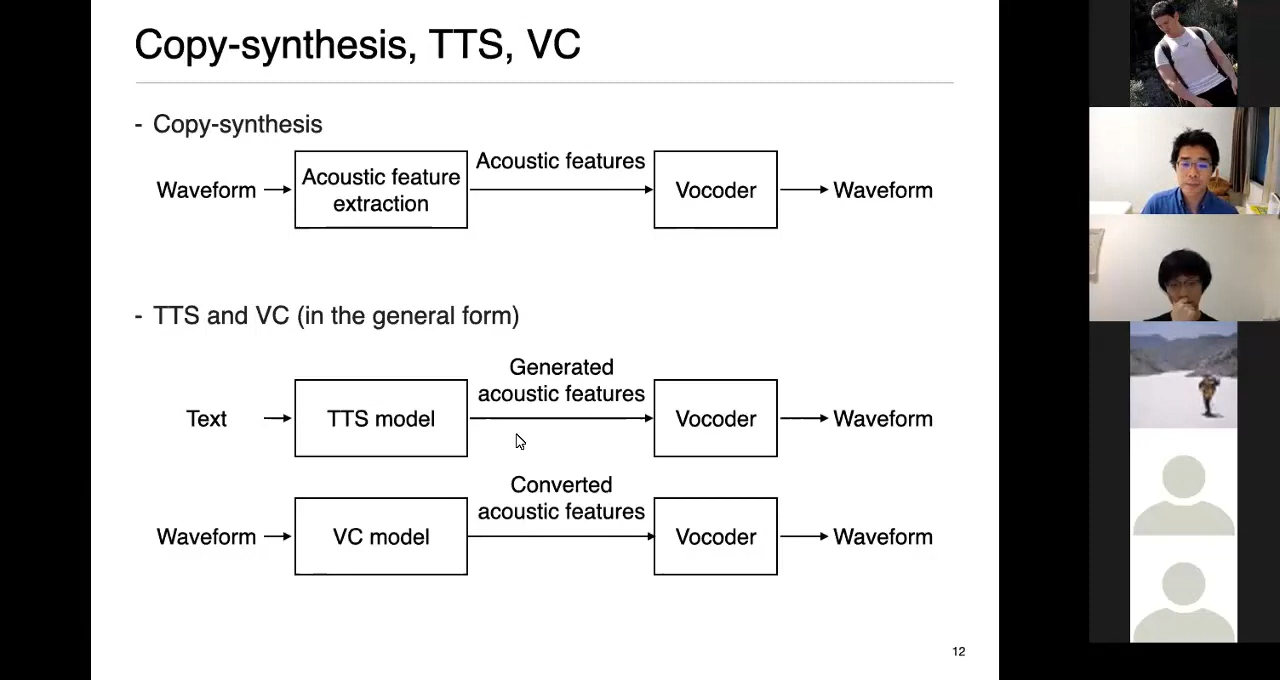 Copy-synthesis, TTS, VC
- Copy-synthesis
Waveform
Acoustic feature
extraction
Acoustic features
Vocoder
Waveform
- TTS and VC (in the general form)
Text
TTS model
Generated
acoustic features
Vocoder
Waveform
Waveform
VC model
Converted
acoustic features
Vocoder
Waveform
12